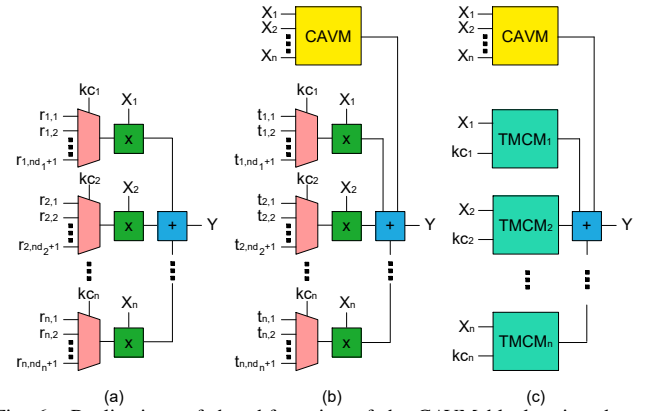 X1
X2
Xn
CAVM
kc1
r1,1
r1,2
r1,nd1+1
X1
x
kc2
r2,1
r2,2
r2,nd2+1
X2
x
+
Y
kcn
rn,1
rn,2
rn,ndn+1
Xn
x
(a)
kc1
t1,1
t1,2
t1,nd1+1
X1
x
kc2
t2,1
t2,2
t2,nd2+1
X2
x
+
Y
kcn
tn,1
tn,2
tn,ndn+1
Xn
x
(b)
X1
X2
Xn
CAVM
X1
kc1
TMCM1
X2
kc2
TMCM2
+
Y
Xn
kcn
TMCMn
(c)